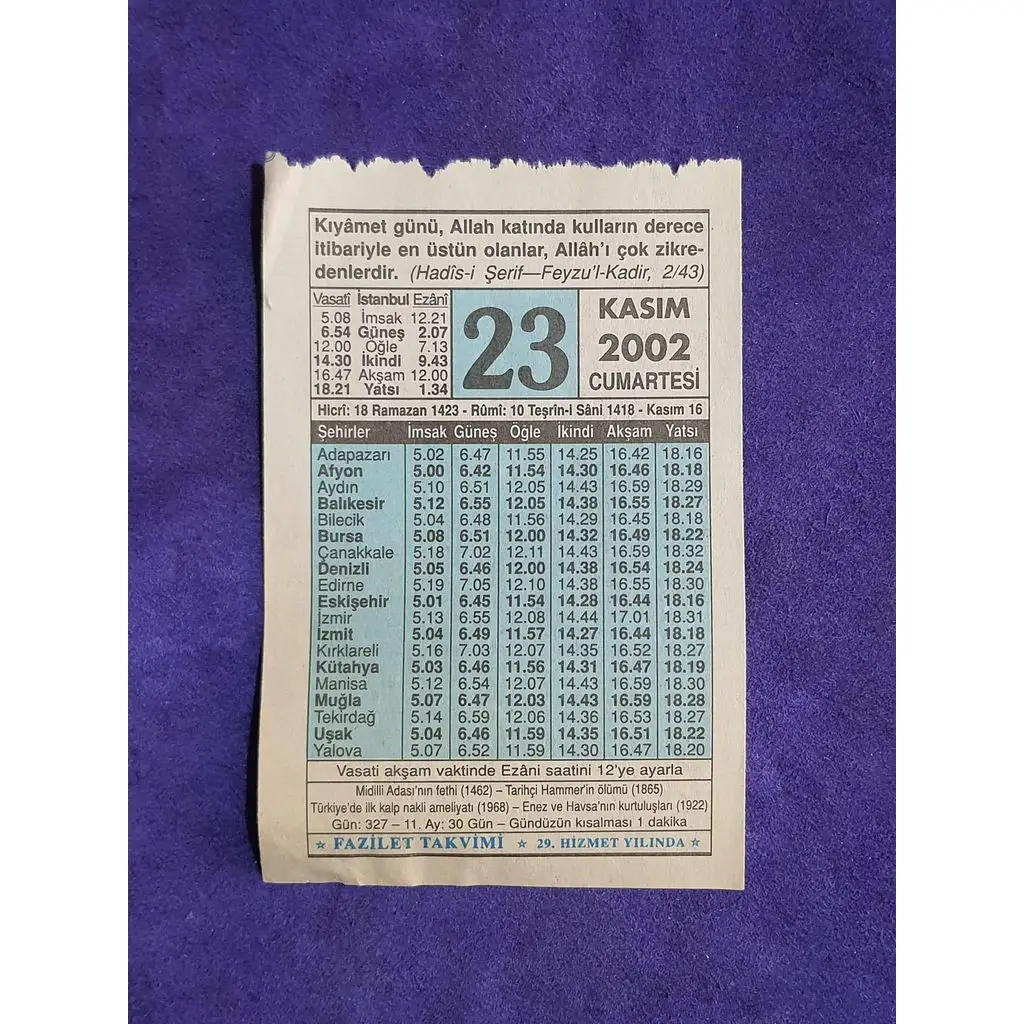 Kıyâmet günü, Allah katında kulların derece
itibariyle en üstün olanlar, Allâh'ı çok zikre-
denlerdir. (Hadîs-i Şerif—Feyzu'l-Kadir, 2/43)
Vasatî İstanbul Ezânî
5.08 İmsak 12.21
6.54 Güneş 2.07
12.00 Öğle 7.13
14.30 İkindi 9.43
16.47 Akşam 12.00
18.21 Yatsı 1.34
23
KASIM
2002
CUMARTESİ
Hicrî: 18 Ramazan 1423 - Rûmî: 10 Teşrîn-i Sâni 1418 - Kasım 16
Şehirler İmsak Güneş Öğle İkindi Akşam Yatsı
Adapazarı 5.02 6.47 11.55 14.25 16.42 18.16
Afyon 5.00 6.42 11.54 14.30 16.46 18.18
Aydın 5.10 6.51 12.05 14.43 16.59 18.29
Balıkesir 5.12 6.55 12.05 14.38 16.55 18.27
Bilecik 5.04 6.48 11.56 14.29 16.45 18.18
Bursa 5.08 6.51 12.00 14.32 16.49 18.22
Çanakkale 5.18 7.02 12.11 14.43 16.59 18.32
Denizli 5.05 6.46 12.00 14.38 16.54 18.24
Edirne 5.19 7.05 12.10 14.38 16.55 18.30
Eskişehir 5.01 6.45 11.54 14.28 16.44 18.16
İzmir 5.13 6.55 12.08 14.44 17.01 18.31
İzmit 5.04 6.49 11.57 14.27 16.44 18.18
Kırklareli 5.16 7.03 12.07 14.35 16.52 18.27
Kütahya 5.03 6.46 11.56 14.31 16.47 18.19
Manisa 5.12 6.54 12.07 14.43 16.59 18.30
Muğla 5.07 6.47 12.03 14.43 16.59 18.28
Tekirdağ 5.14 6.59 12.06 14.36 16.53 18.27
Uşak 5.04 6.46 11.59 14.35 16.51 18.22
Yalova 5.07 6.52 11.59 14.30 16.47 18.20
Vasati akşam vaktinde Ezâni saatini 12'ye ayarla
Midilli Adası'nın fethi (1462) – Tarihçi Hammer'in ölümü (1865)
Türkiye'de ilk kalp nakli ameliyatı (1968) – Enez ve Havsa'nın kurtuluşları (1922)
Gün: 327 – 11. Ay: 30 Gün – Gündüzün kısalması 1 dakika
☆ FAZİLET TAKVİMİ ☆ 29. HİZMET YILINDA ☆